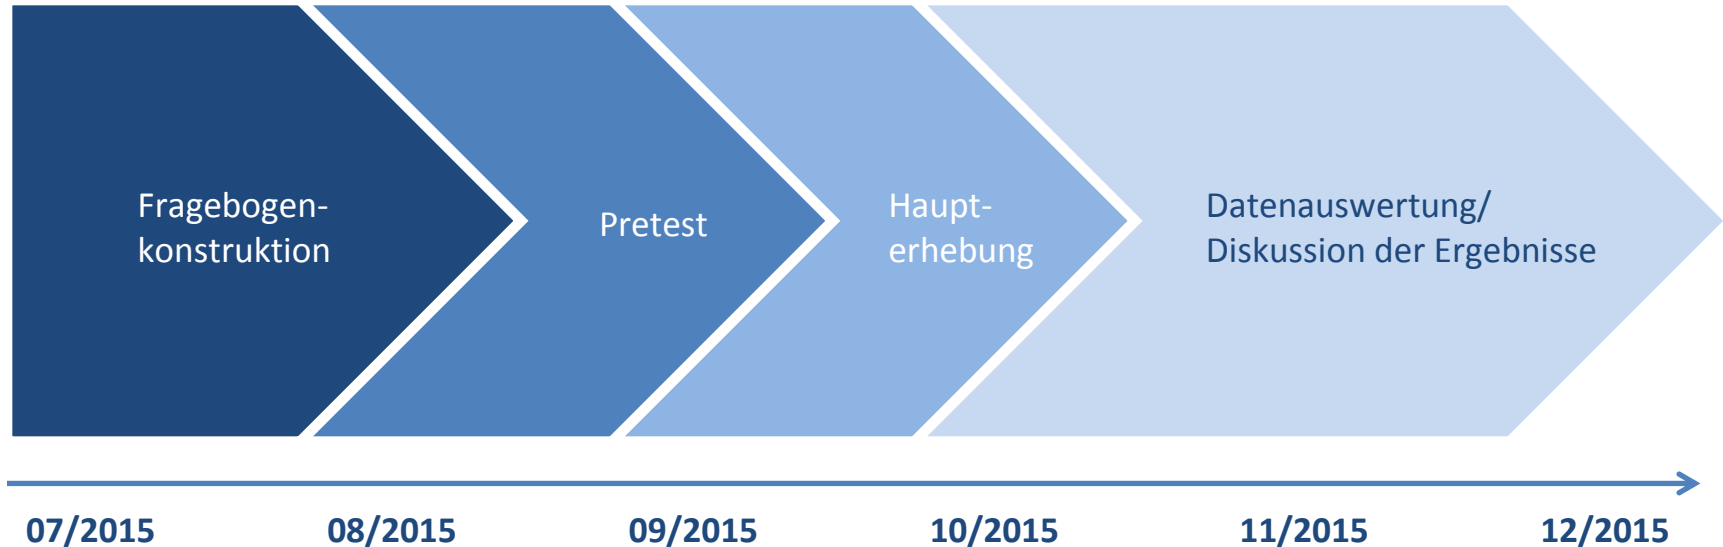 Fragebogen-
konstruktion
Pretest
Haupt-
erhebung
Datenauswertung/
Diskussion der Ergebnisse
07/2015
08/2015
09/2015
10/2015
11/2015
12/2015